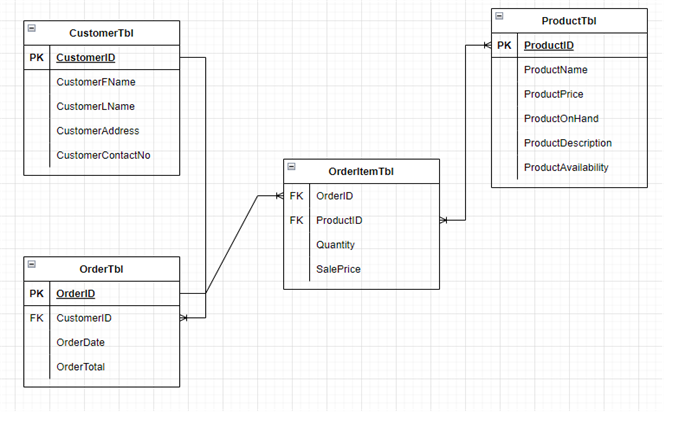 CustomerTbl
PK CustomerID
CustomerFName
CustomerLName
CustomerAddress
CustomerContactNo
ProductTbl
PK ProductID
ProductName
ProductPrice
ProductOnHand
ProductDescription
ProductAvailability
OrderItemTbl
FK OrderID
FK ProductID
Quantity
SalePrice
OrderTbl
PK OrderID
FK CustomerID
OrderDate
OrderTotal